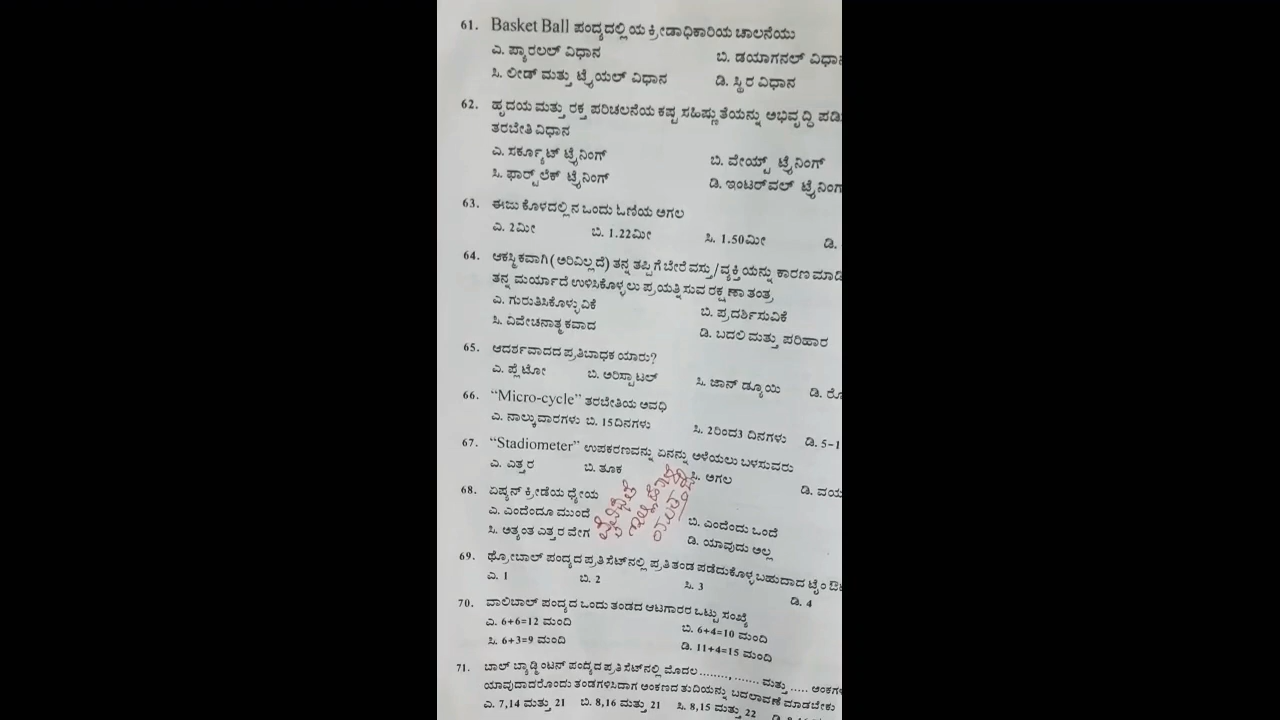 61. Basket Ball ಪಂದ್ಯದಲ್ಲಿಯ ಕ್ರೀಡಾಧಿಕಾರಿಯ ಚಾಲನೆಯು
ಎ. ಪ್ಯಾರಲಲ್ ವಿಧಾನ ಬಿ. ಡಯಾಗನಲ್ ವಿಧಾನ
ಸಿ. ಲೀಡ್ ಮತ್ತು ಟ್ರೈಯಲ್ ವಿಧಾನ ಡಿ. ಸ್ಥಿರ ವಿಧಾನ
62. ಹೃದಯ ಮತ್ತು ರಕ್ತ ಪರಿಚಲನೆಯ ಕಷ್ಟ ಸಹಿಷ್ಣುತೆಯನ್ನು ಅಭಿವೃದ್ಧಿ
ತರಬೇತಿ ವಿಧಾನ
ಎ. ಸರ್ಕ್ಯೂಟ್ ಟ್ರೈನಿಂಗ್ ಬಿ. ವೇಯ್ಟ್ ಟ್ರೈನಿಂಗ್
ಸಿ. ಫಾರ್ಟ್‌ಲೆಕ್ ಟ್ರೈನಿಂಗ್ ಡಿ. ಇಂಟರ್‌ವಲ್ ಟ್ರೈನಿಂಗ್
63. ಈಜು ಕೊಳದಲ್ಲಿನ ಒಂದು ಓಣಿಯ ಅಗಲ
ಎ. 2ಮೀ ಬಿ. 1.22ಮೀ ಸಿ. 1.50ಮೀ ಡಿ.
64. ಆಕಸ್ಮಿಕವಾಗಿ (ಅರಿವಿಲ್ಲದೆ) ತನ್ನ ತಪ್ಪಿಗೆ ಬೇರೆ ವಸ್ತು/ವ್ಯಕ್ತಿಯನ್ನು ಕಾರಣ
ತನ್ನ ಮರ್ಯಾದೆ ಉಳಿಸಿಕೊಳ್ಳಲು ಪ್ರಯತ್ನಿಸುವ ರಕ್ಷಣಾ ತಂತ್ರ
ಎ. ಗುರುತಿಸಿಕೊಳ್ಳುವಿಕೆ ಬಿ. ಪ್ರದರ್ಶಿಸುವಿಕೆ
ಸಿ. ವಿವೇಚನಾತ್ಮಕವಾದ ಡಿ. ಬದಲಿ ಮತ್ತು ಪರಿಹಾರ
65. ಆದರ್ಶವಾದದ ಪ್ರತಿಬಾಧಕ ಯಾರು?
ಎ. ಪ್ಲೆಟೋ ಬಿ. ಅರಿಸ್ಟಾಟಲ್ ಸಿ. ಜಾನ್ ಡ್ಯೂಯಿ ಡಿ.
66. “Micro-cycle” ತರಬೇತಿಯ ಅವಧಿ
ಎ. ನಾಲ್ಕು ವಾರಗಳು ಬಿ. 15ದಿನಗಳು ಸಿ. 2ರಿಂದ3 ದಿನಗಳು ಡಿ. 5-1
67. “Stadiometer” ಉಪಕರಣವನ್ನು ಏನನ್ನು ಅಳೆಯಲು ಬಳಸುವರು
ಎ. ಎತ್ತರ ಬಿ. ತೂಕ ಸಿ. ಅಗಲ ಡಿ.
68. ಏಷ್ಯನ್ ಕ್ರೀಡೆಯ ಧ್ಯೇಯ
ಎ. ಎಂದೆಂದೂ ಮುಂದೆ ಬಿ. ಎಂದೆಂದು ಒಂದೆ
ಸಿ. ಅತ್ಯಂತ ಎತ್ತರ ವೇಗ ಡಿ. ಯಾವುದು ಅಲ್ಲ
69. ಥ್ರೋಬಾಲ್ ಪಂದ್ಯದ ಪ್ರತಿ ಸೆಟ್‌ನಲ್ಲಿ ಪ್ರತಿ ತಂಡ ಪಡೆದುಕೊಳ್ಳಬಹುದಾದ ಟೈಂ
ಎ. 1 ಬಿ. 2 ಸಿ. 3 ಡಿ. 4
70. ವಾಲಿಬಾಲ್ ಪಂದ್ಯದ ಒಂದು ತಂಡದ ಆಟಗಾರರ ಒಟ್ಟು ಸಂಖ್ಯೆ
ಎ. 6+6=12 ಮಂದಿ ಬಿ. 6+4=10 ಮಂದಿ
ಸಿ. 6+3=9 ಮಂದಿ ಡಿ. 11+4=15 ಮಂದಿ
71. ಬಾಲ್ ಬ್ಯಾಡ್ಮಿಂಟನ್ ಪಂದ್ಯದ ಪ್ರತಿ ಸೆಟ್‌ನಲ್ಲಿ ಮೊದಲ ........, ....... ಮತ್ತು .....
ಯಾವುದಾದರೊಂದು ತಂಡಗಳಿಸಿದಾಗ ಅಂಕಣದ ತುದಿಯನ್ನು ಬದಲಾವಣೆ ಮಾಡಬೇಕು
ಎ. 7,14 ಮತ್ತು 21 ಬಿ. 8,16 ಮತ್ತು 21 ಸಿ. 8,15 ಮತ್ತು 22